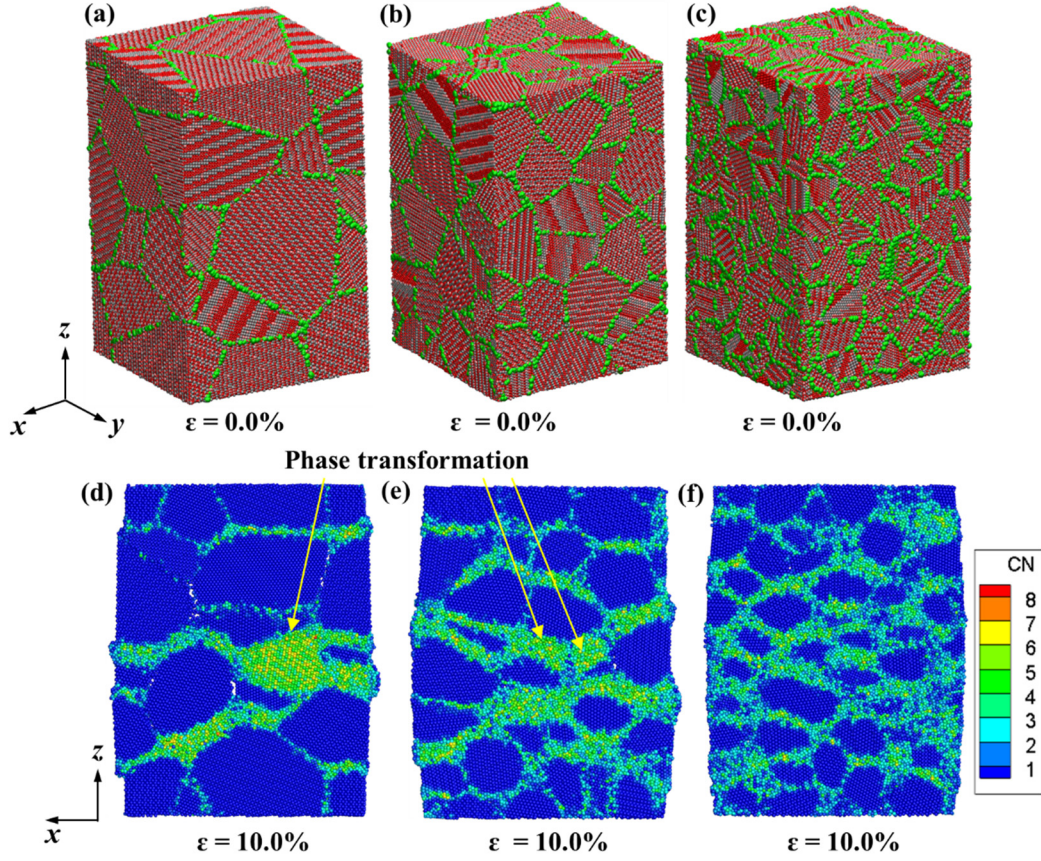 (a)
(b)
(c)
z
x
y
ε = 0.0%
ε = 0.0%
ε = 0.0%
Phase transformation
(d)
(e)
(f)
CN
8
7
6
5
4
3
2
1
z
x
ε = 10.0%
ε = 10.0%
ε = 10.0%